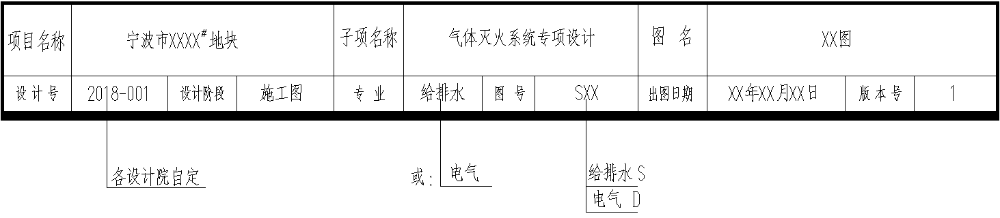 项目名称 宁波市XXXX#地块 子项名称 气体灭火系统专项设计 图 名 XX图
设计号 2018-001 设计阶段 施工图 专 业 给排水 图 号 SXX 出图日期 XX年XX月XX日 版本号 1
各设计院自定 或: 电气 给排水 S
电气 D